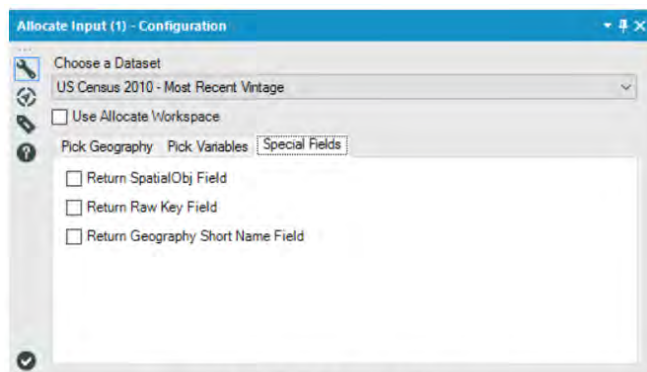 Allocate Input (1) - Configuration
Choose a Dataset
US Census 2010 - Most Recent Vintage
Use Allocate Workspace
Pick Geography Pick Variables Special Fields
Return SpatialObj Field
Return Raw Key Field
Return Geography Short Name Field